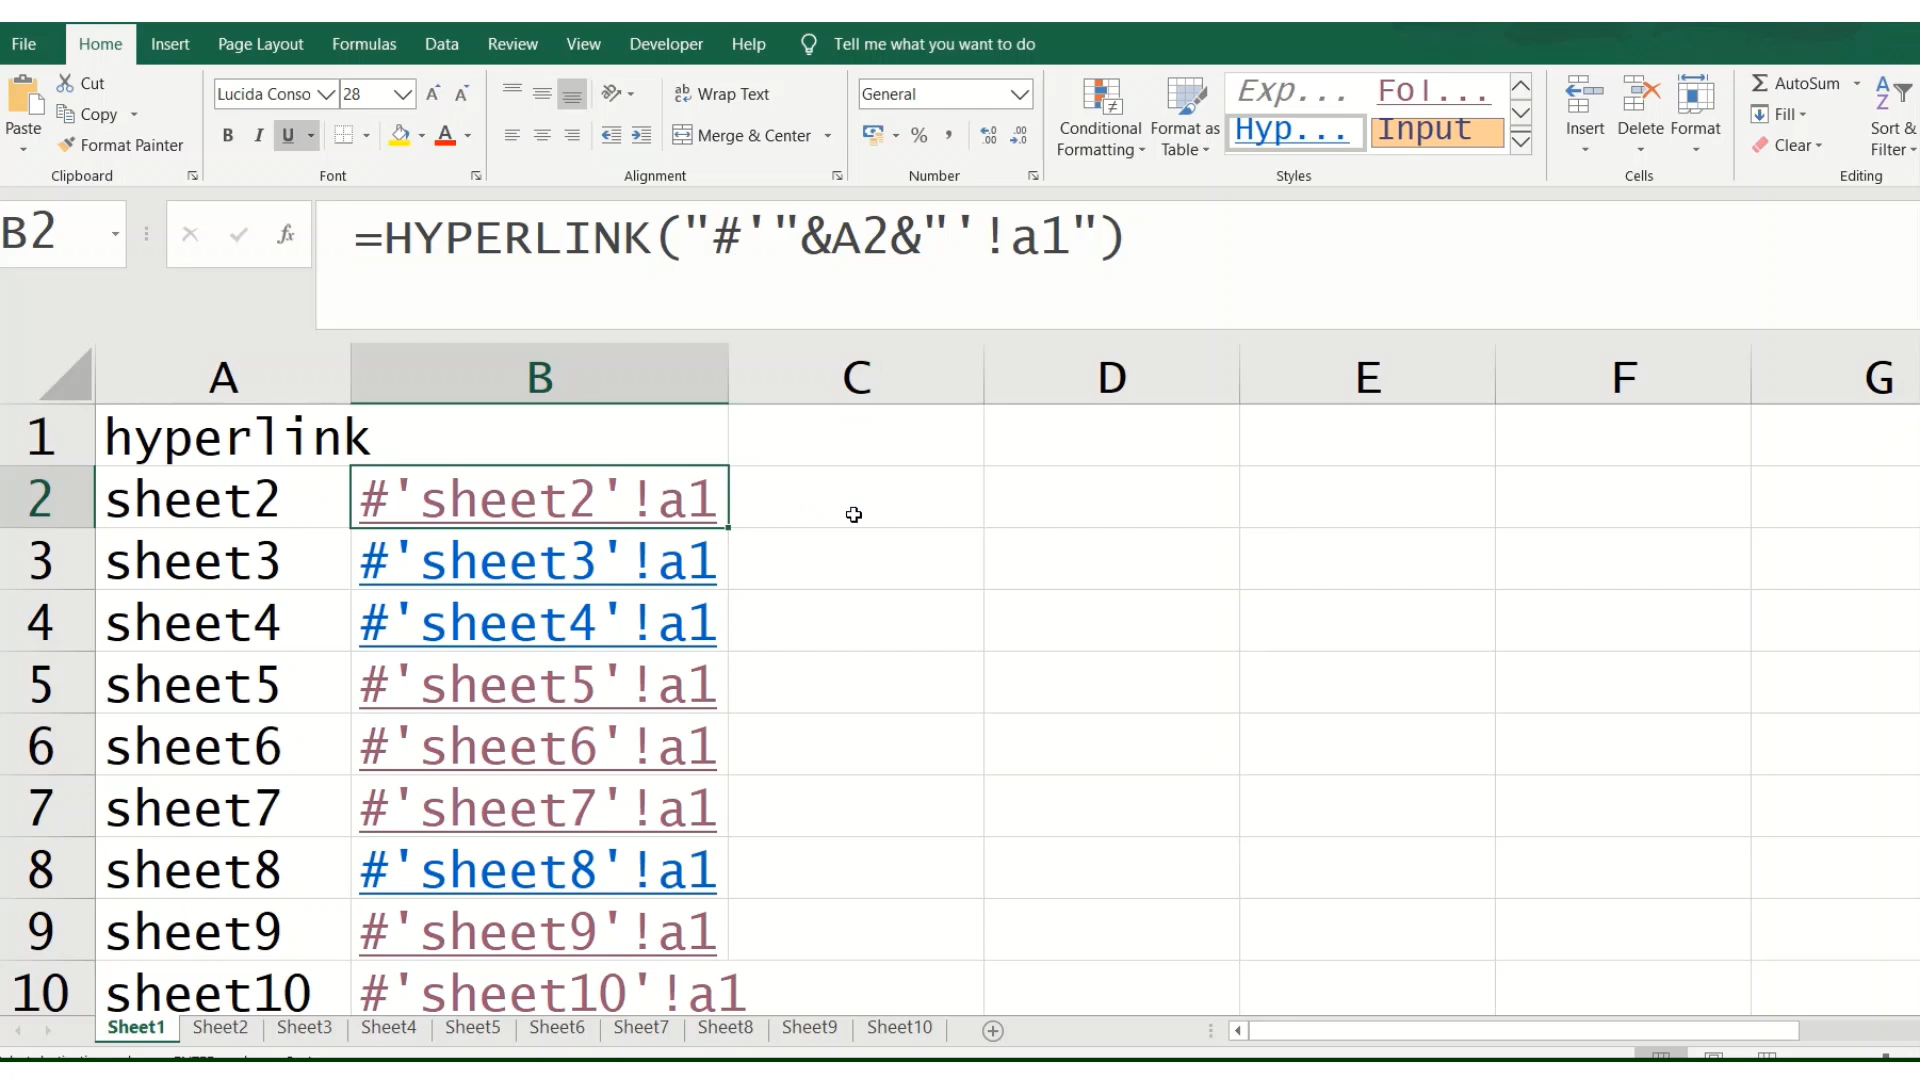 File Home Insert Page Layout Formulas Data Review View Developer Help Tell me what you want to do
Paste
Cut
Copy
Format Painter
Clipboard
Lucida Conso 28
B I U
Font
Wrap Text
Merge & Center
Alignment
General
Number
Conditional Formatting
Format as Table
Exp... Fol...
Hyp... Input
Styles
Insert Delete Format
Cells
AutoSum
Fill
Clear
Sort &
Filter
Editing
B2 fx =HYPERLINK("#'"&A2&"'!a1")
A B C D E F G
1 hyperlink
2 sheet2 #'sheet2'!a1
3 sheet3 #'sheet3'!a1
4 sheet4 #'sheet4'!a1
5 sheet5 #'sheet5'!a1
6 sheet6 #'sheet6'!a1
7 sheet7 #'sheet7'!a1
8 sheet8 #'sheet8'!a1
9 sheet9 #'sheet9'!a1
10 sheet10 #'sheet10'!a1
Sheet1 Sheet2 Sheet3 Sheet4 Sheet5 Sheet6 Sheet7 Sheet8 Sheet9 Sheet10